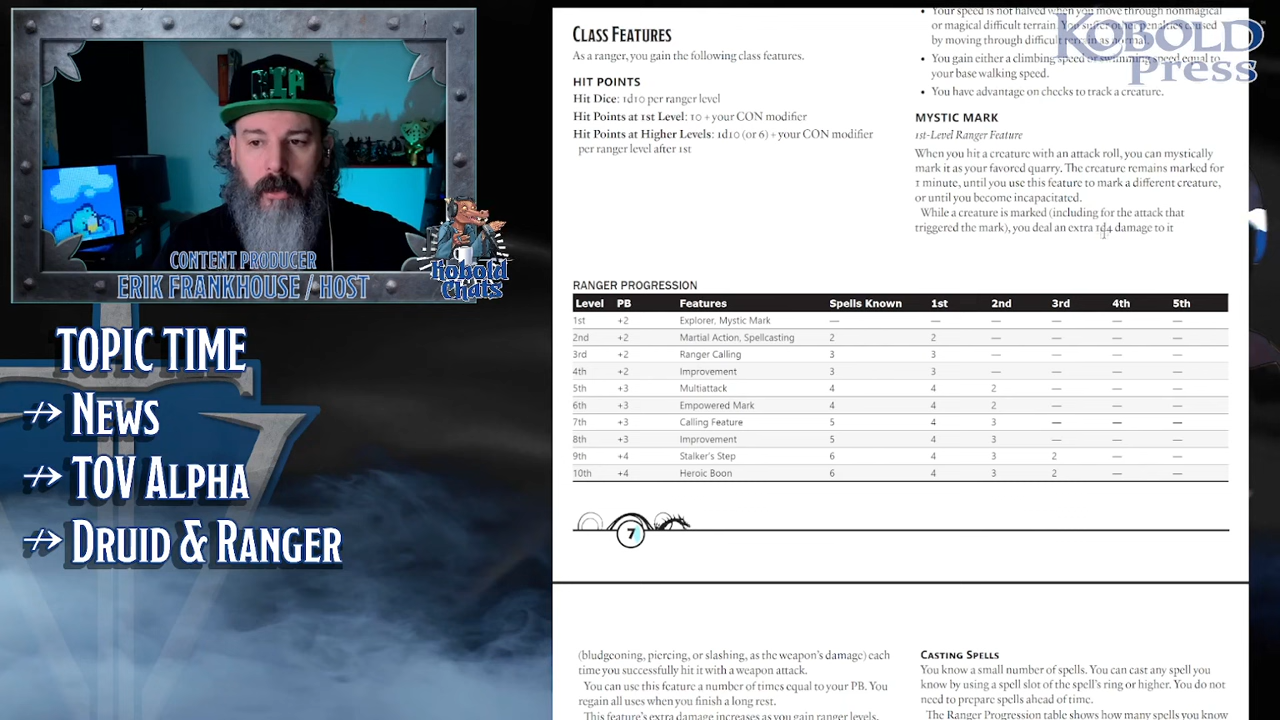 RIP
CONTENT PRODUCER
ERIK FRANKHOUSE / HOST
Kobold
Chats
TOPIC TIME
News
TOV Alpha
Druid & Ranger
Kobold
Press
Class Features
As a ranger, you gain the following class features.
HIT POINTS
Hit Dice: 1d10 per ranger level
Hit Points at 1st Level: 10 + your CON modifier
Hit Points at Higher Levels: 1d10 (or 6) + your CON modifier
per ranger level after 1st
• Your speed is not halved when you move through nonmagical
or magical difficult terrain. You suffer other penalties caused
by moving through difficult terrain as normal.
• You gain either a climbing speed or swimming speed equal to
your base walking speed.
• You have advantage on checks to track a creature.
MYSTIC MARK
1st-Level Ranger Feature
When you hit a creature with an attack roll, you can mystically
mark it as your favored quarry. The creature remains marked for
1 minute, until you use this feature to mark a different creature,
or until you become incapacitated.
While a creature is marked (including for the attack that
triggered the mark), you deal an extra 1d4 damage to it
RANGER PROGRESSION
Level PB Features Spells Known 1st 2nd 3rd 4th 5th
1st +2 Explorer, Mystic Mark — — — — — —
2nd +2 Martial Action, Spellcasting 2 2 — — — —
3rd +2 Ranger Calling 3 3 — — — —
4th +2 Improvement 3 3 — — — —
5th +3 Multiattack 4 4 2 — — —
6th +3 Empowered Mark 4 4 2 — — —
7th +3 Calling Feature 5 4 3 — — —
8th +3 Improvement 5 4 3 — — —
9th +4 Stalker's Step 6 4 3 2 — —
10th +4 Heroic Boon 6 4 3 2 — —
7
(bludgeoning, piercing, or slashing, as the weapon's damage) each
time you successfully hit it with a weapon attack.
You can use this feature a number of times equal to your PB. You
regain all uses when you finish a long rest.
This feature's extra damage increases as you gain ranger levels,
Casting Spells
You know a small number of spells. You can cast any spell you
know by using a spell slot of the spell's ring or higher. You do not
need to prepare spells ahead of time.
The Ranger Progression table shows how many spells you know